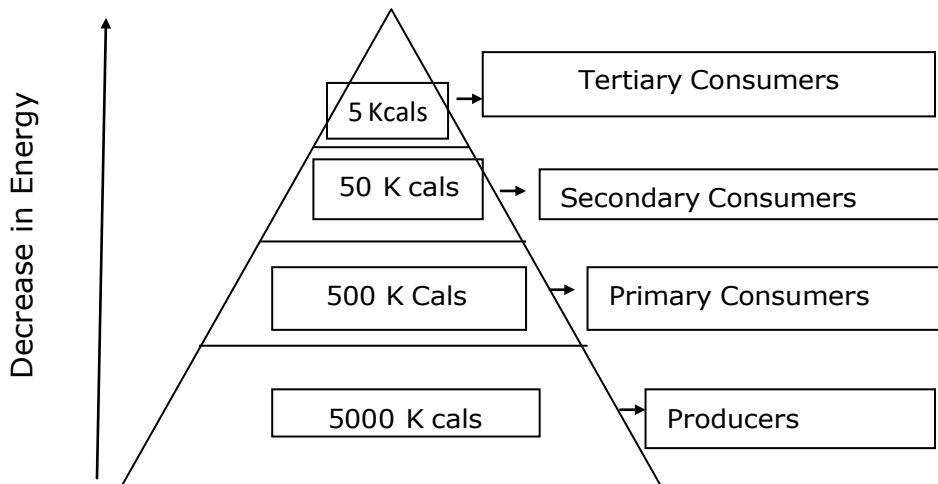 Decrease in Energy
Tertiary Consumers
5 Kcals
50 K cals
Secondary Consumers
500 K Cals
Primary Consumers
5000 K cals
Producers